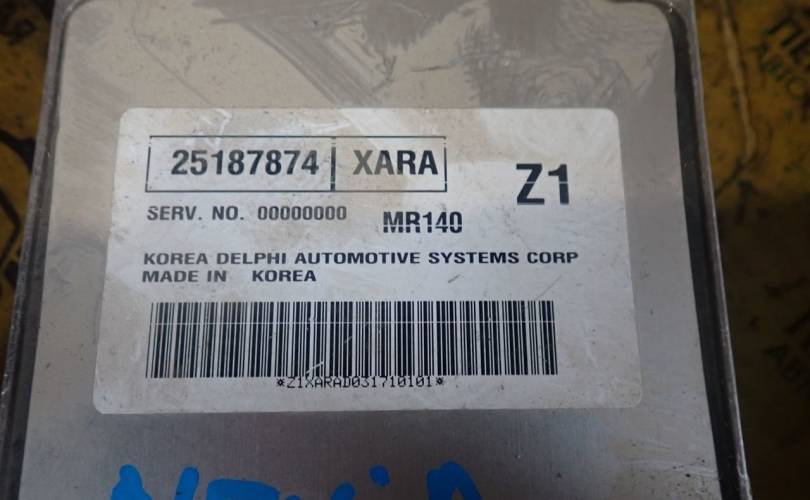 25187874 XARA
Z1
SERV. NO. 00000000
MR140
KOREA DELPHI AUTOMOTIVE SYSTEMS CORP
MADE IN KOREA
*Z1XARAD031710101*